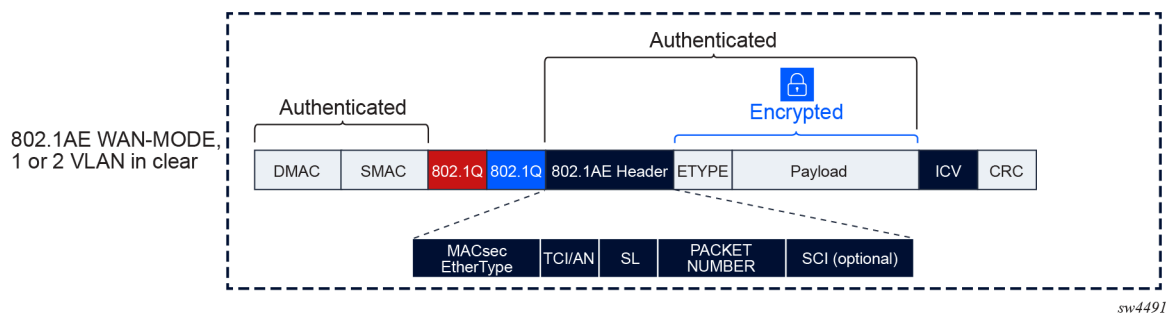 Authenticated
Encrypted
Authenticated
802.1AE WAN-MODE,
1 or 2 VLAN in clear
DMAC SMAC 802.1Q 802.1Q 802.1AE Header ETYPE Payload ICV CRC
MACsec
EtherType
TCI/AN SL PACKET
NUMBER
SCI (optional)
sw4491